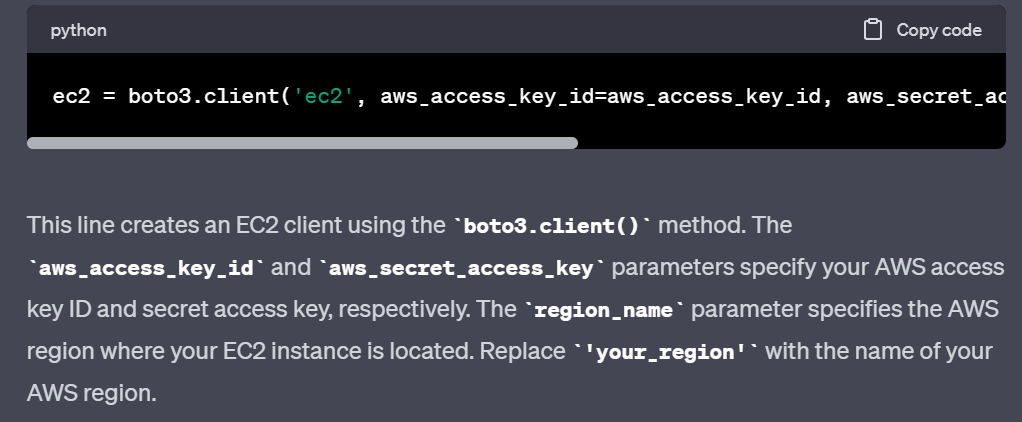 python
Copy code
ec2 = boto3.client('ec2', aws_access_key_id=aws_access_key_id, aws_secret_ac
This line creates an EC2 client using the `boto3.client()` method. The
`aws_access_key_id` and `aws_secret_access_key` parameters specify your AWS access
key ID and secret access key, respectively. The `region_name` parameter specifies the AWS
region where your EC2 instance is located. Replace `'your_region'` with the name of your
AWS region.